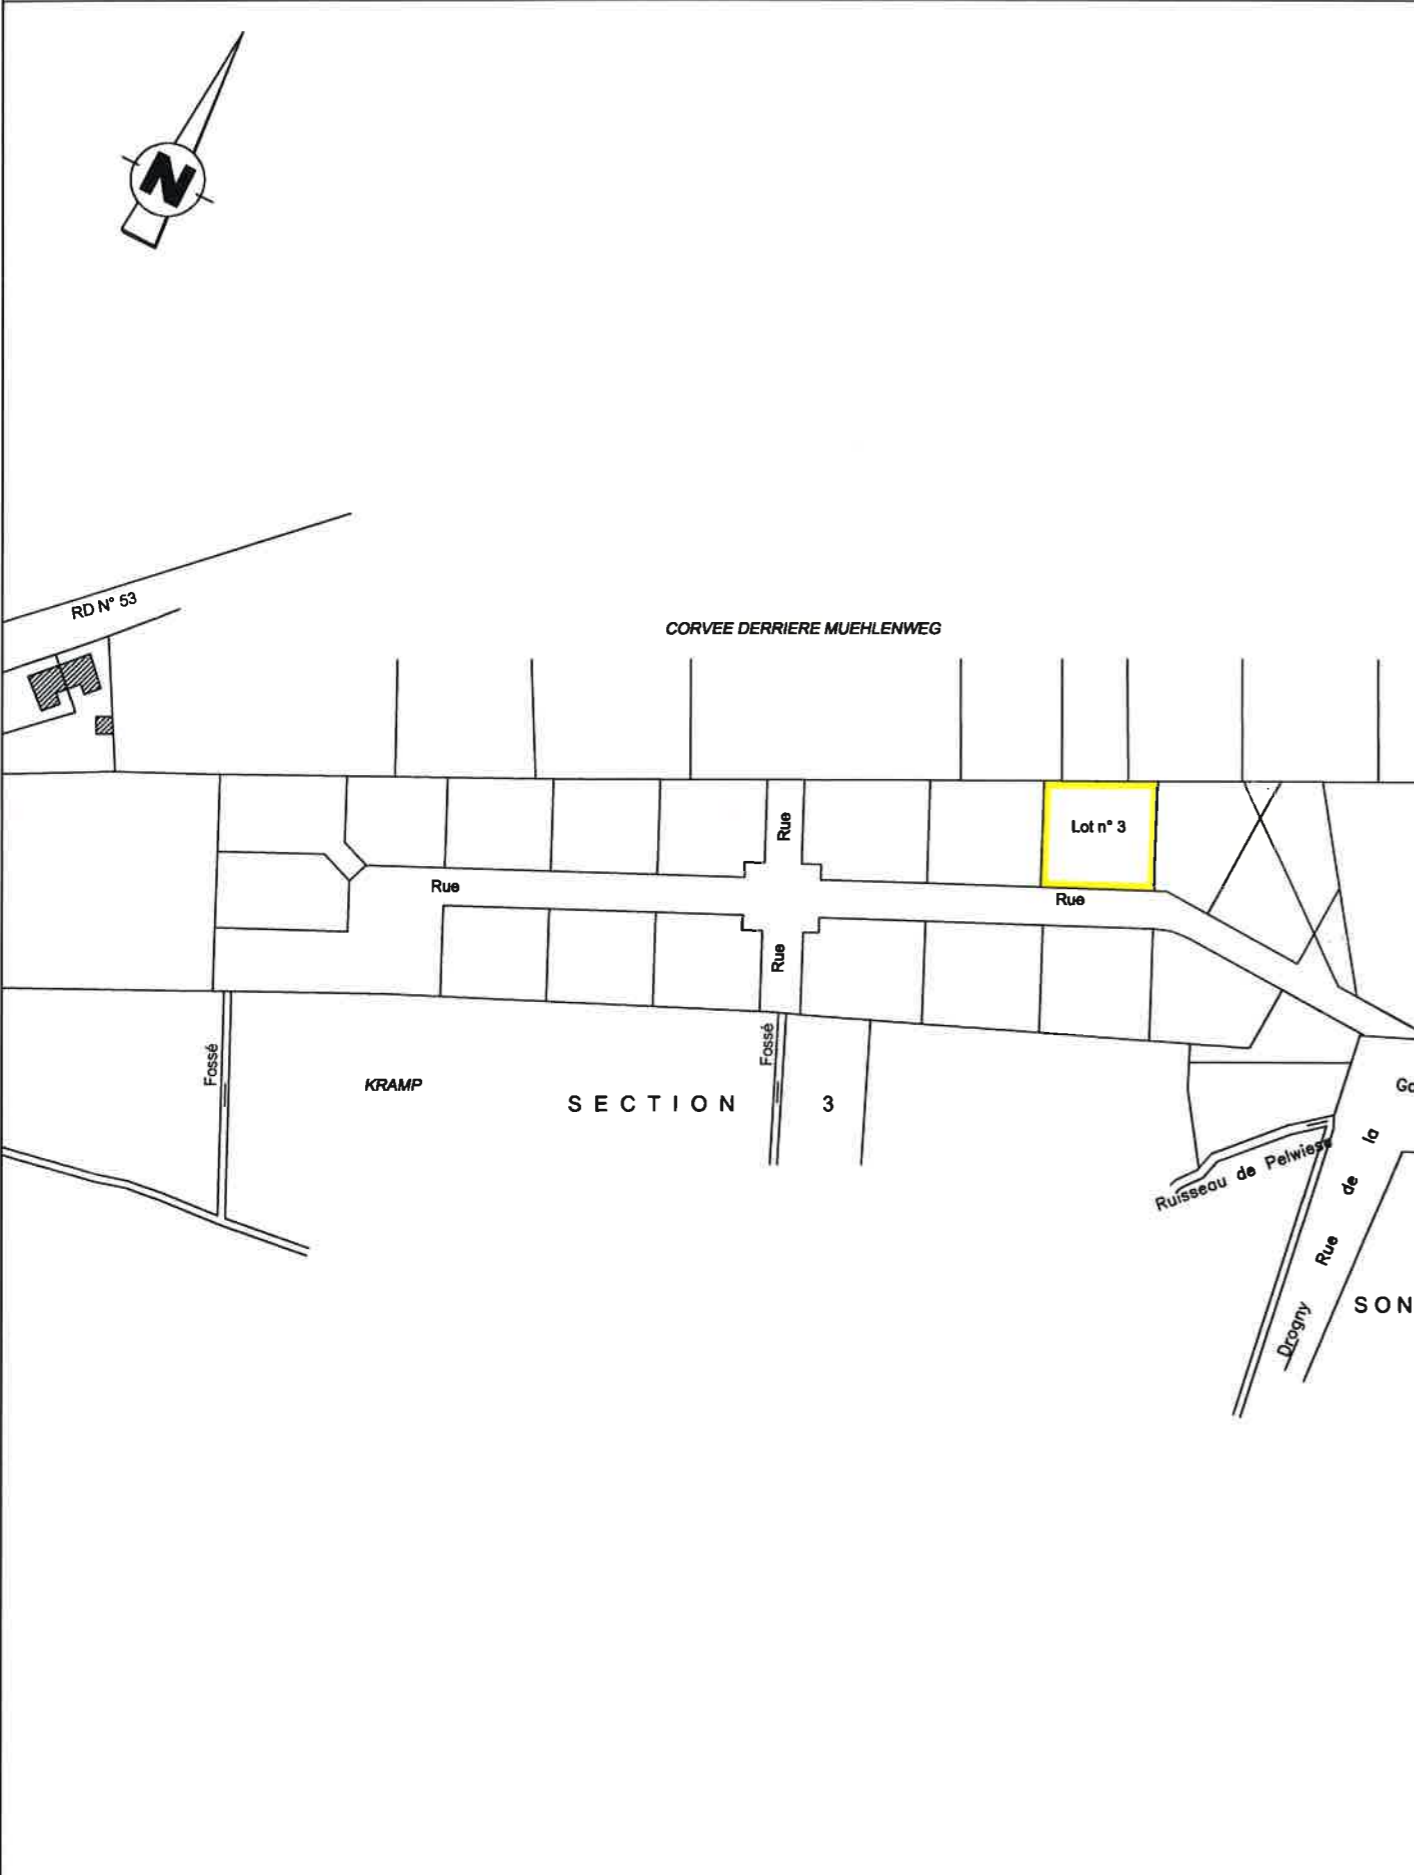 N
RD N° 53
CORVEE DERRIERE MUEHLENWEG
Rue
Lot n° 3
Rue
Rue
Rue
Fossé
Fossé
KRAMP
SECTION 3
Ruisseau de Pelwiese
Rue de la
Drogny
SON